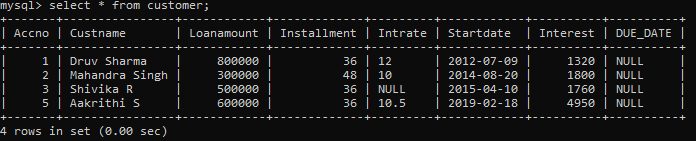 mysql> select * from customer;
+-------+----------------+------------+-------------+---------+------------+----------+----------+
| Accno | Custname       | Loanamount | Installment | Intrate | Startdate  | Interest | DUE_DATE |
+-------+----------------+------------+-------------+---------+------------+----------+----------+
|     1 | Druv Sharma    |     800000 |          36 | 12      | 2012-07-09 |     1320 | NULL     |
|     2 | Mahandra Singh |     300000 |          48 | 10      | 2014-08-20 |     1800 | NULL     |
|     3 | Shivika R      |     500000 |          36 | NULL    | 2015-04-10 |     1760 | NULL     |
|     5 | Aakrithi S     |     600000 |          36 | 10.5    | 2019-02-18 |     4950 | NULL     |
+-------+----------------+------------+-------------+---------+------------+----------+----------+
4 rows in set (0.00 sec)